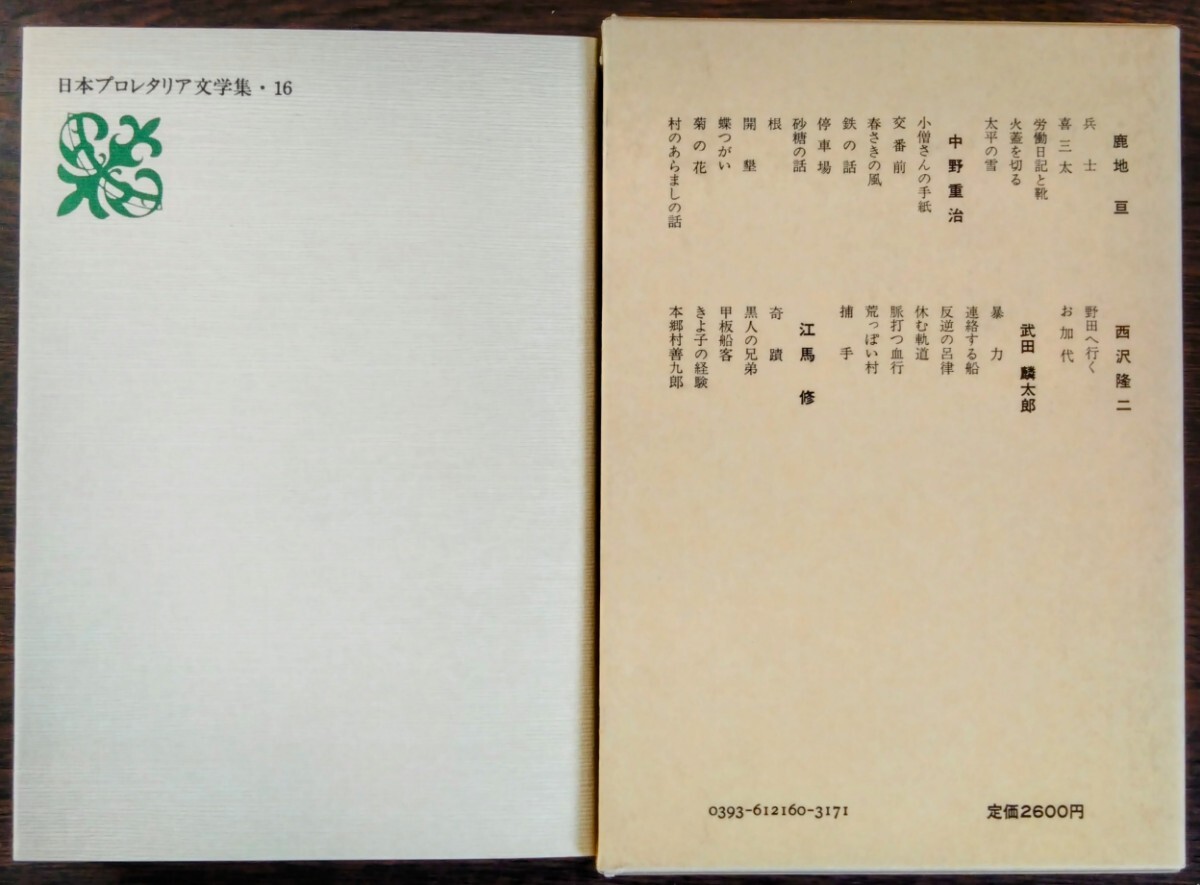 日本プロレタリア文学集・16
鹿地 亘
兵士
喜三太
労働日記と靴
火蓋を切る
太平の雪
中野重治
小僧さんの手紙
交番前
春さきの風
鉄の話
停車場
砂糖の話
根
開墾
蝶つがい
菊の花
村のあらましの話
西沢隆二
野田へ行く
お加代
武田麟太郎
暴力
連絡する船
反逆の呂律
休む軌道
脈打つ血行
荒っぽい村
捕手
江馬 修
奇蹟
黒人の兄弟
甲板船客
きよ子の経験
本郷村善九郎
0393-612160-3171
定価2600円